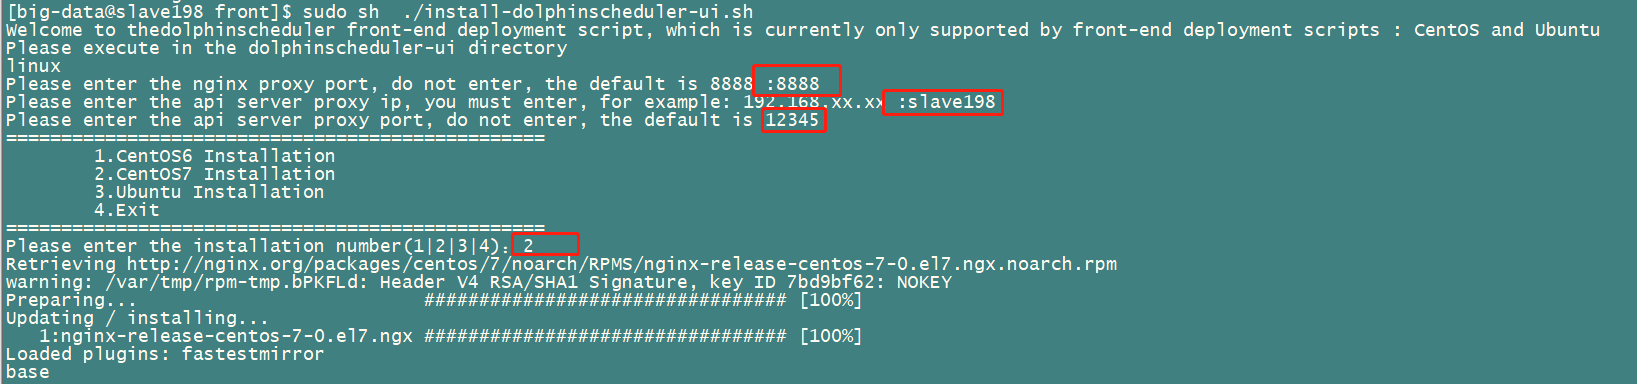 [big-data@slave198 front]$ sudo sh  ./install-dolphinscheduler-ui.sh
Welcome to thedolphinscheduler front-end deployment script, which is currently only supported by front-end deployment scripts : CentOS and Ubuntu
Please execute in the dolphinscheduler-ui directory
linux
Please enter the nginx proxy port, do not enter, the default is 8888 :8888
Please enter the api server proxy ip, you must enter, for example: 192.168.xx.xx :slave198
Please enter the api server proxy port, do not enter, the default is 12345
=================================================
        1.CentOS6 Installation
        2.CentOS7 Installation
        3.Ubuntu Installation
        4.Exit
=================================================
Please enter the installation number(1|2|3|4)：2
Retrieving http://nginx.org/packages/centos/7/noarch/RPMS/nginx-release-centos-7-0.el7.ngx.noarch.rpm
warning: /var/tmp/rpm-tmp.bPKFLd: Header V4 RSA/SHA1 Signature, key ID 7bd9bf62: NOKEY
Preparing...                          ################################# [100%]
Updating / installing...
   1:nginx-release-centos-7-0.el7.ngx ################################# [100%]
Loaded plugins: fastestmirror
base